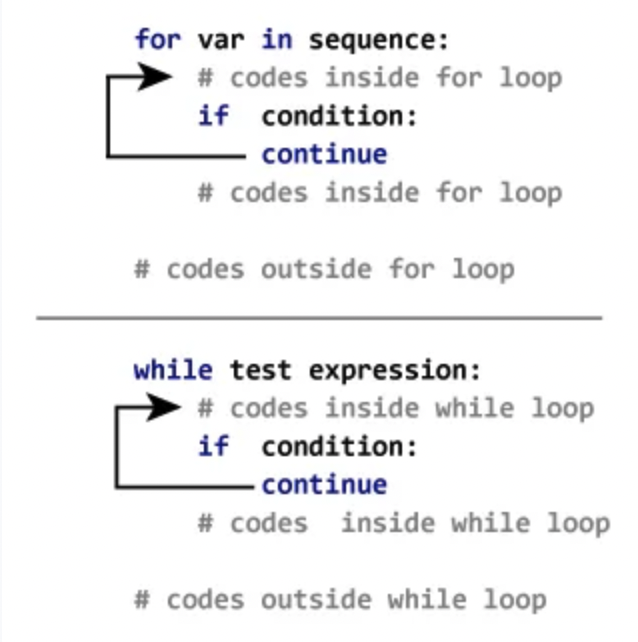 for var in sequence:
# codes inside for loop
if  condition:
continue
# codes inside for loop
# codes outside for loop
while test expression:
# codes inside while loop
if  condition:
continue
# codes  inside while loop
# codes outside while loop